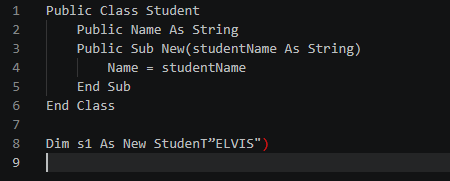 1 Public Class Student
2     Public Name As String
3     Public Sub New(studentName As String)
4         Name = studentName
5     End Sub
6 End Class
7
8 Dim s1 As New StudenT”ELVIS")
9